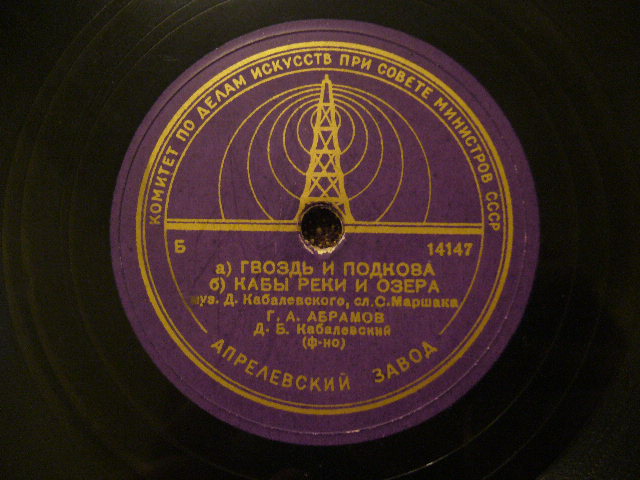 КОМИТЕТ ПО ДЕЛАМ ИСКУССТВ ПРИ СОВЕТЕ МИНИСТРОВ СССР
Б 14147
а) ГВОЗДЬ И ПОДКОВА
б) КАБЫ РЕКИ И ОЗЕРА
муз. Д. Кабалевского, сл. С. Маршака
Г. А. АБРАМОВ
Д. Б. Кабалевский
(ф-но)
АПРЕЛЕВСКИЙ ЗАВОД